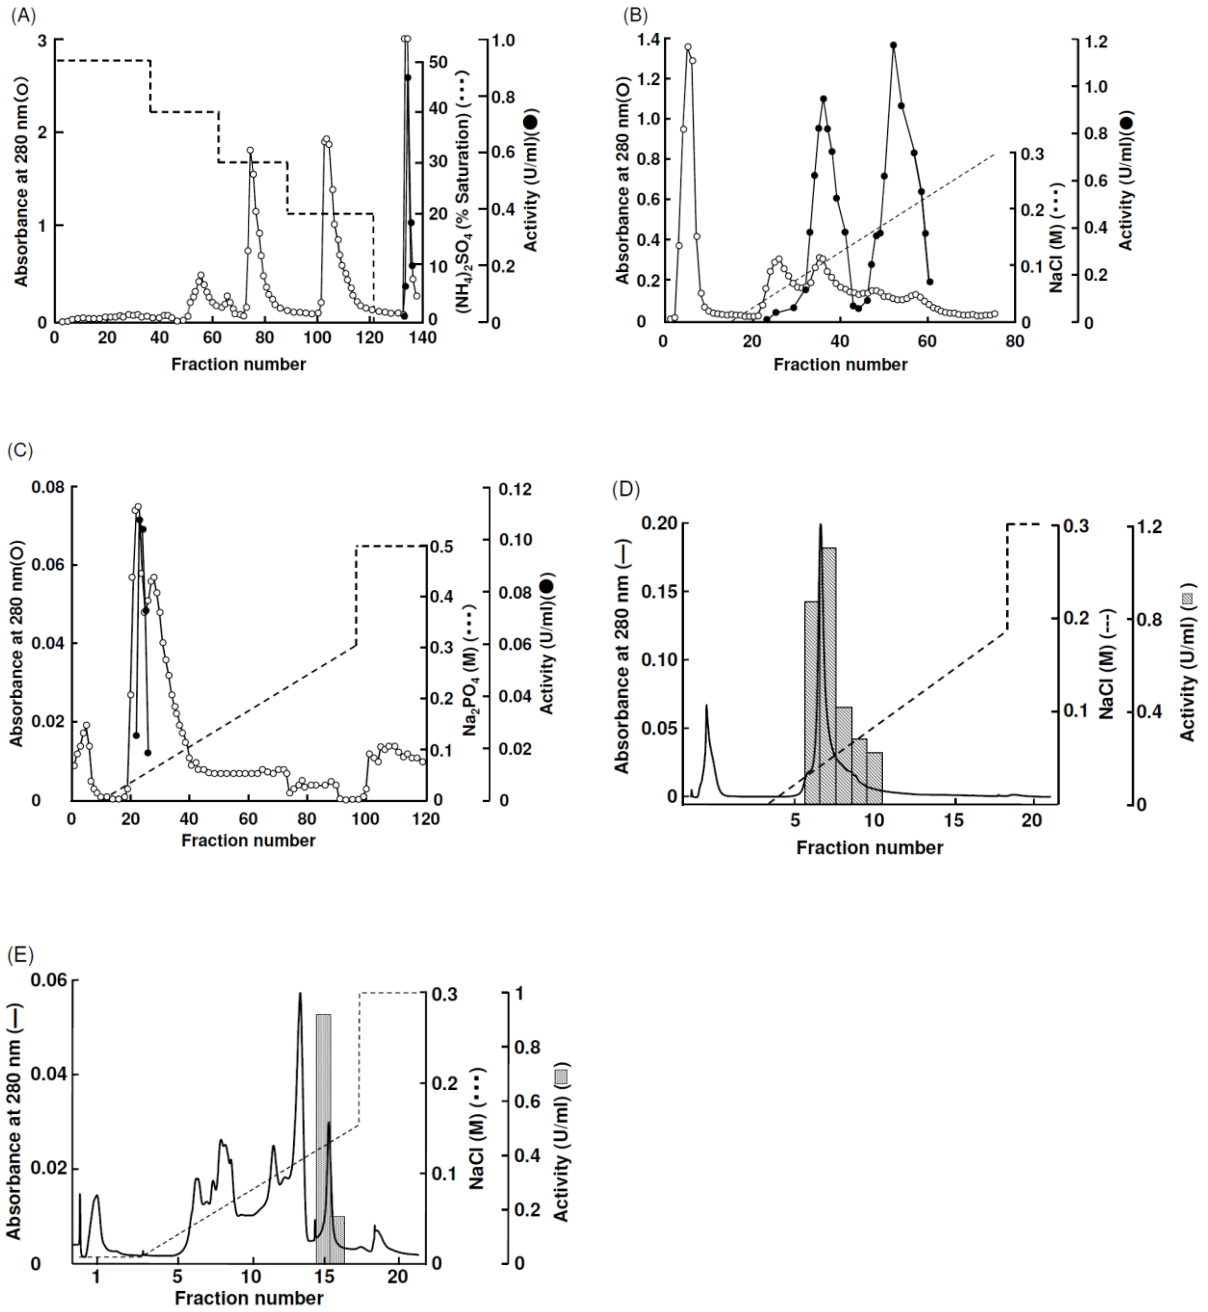 (A)
3
2
1
0
Absorbance at 280 nm(O)
0 20 40 60 80 100 120 140
Fraction number
50
40
30
20
10
0
(NH4)2SO4 (% Saturation) (•••)
1.0
0.8
0.6
0.4
0.2
0
Activity (U/ml)(●)
(B)
1.4
1.2
1.0
0.8
0.6
0.4
0.2
0
Absorbance at 280 nm(O)
0 20 40 60 80
Fraction number
0.3
0.2
0.1
0
NaCl (M) (•••)
1.2
1.0
0.8
0.6
0.4
0.2
0
Activity (U/ml)(●)
(C)
0.08
0.06
0.04
0.02
0
Absorbance at 280 nm(O)
0 20 40 60 80 100 120
Fraction number
0.5
0.4
0.3
0.2
0.1
0
Na2PO4 (M) (•••)
0.12
0.10
0.08
0.06
0.04
0.02
0
Activity (U/ml)(●)
(D)
0.20
0.15
0.10
0.05
0
Absorbance at 280 nm (—)
5 10 15 20
Fraction number
0.3
0.2
0.1
0
NaCl (M) (---)
1.2
0.8
0.4
0
Activity (U/ml) (▨)
(E)
0.06
0.04
0.02
0
Absorbance at 280 nm (—)
1 5 10 15 20
Fraction number
0.3
0.2
0.1
0
NaCl (M) (•••)
1
0.8
0.6
0.4
0.2
0
Activity (U/ml) (▨)